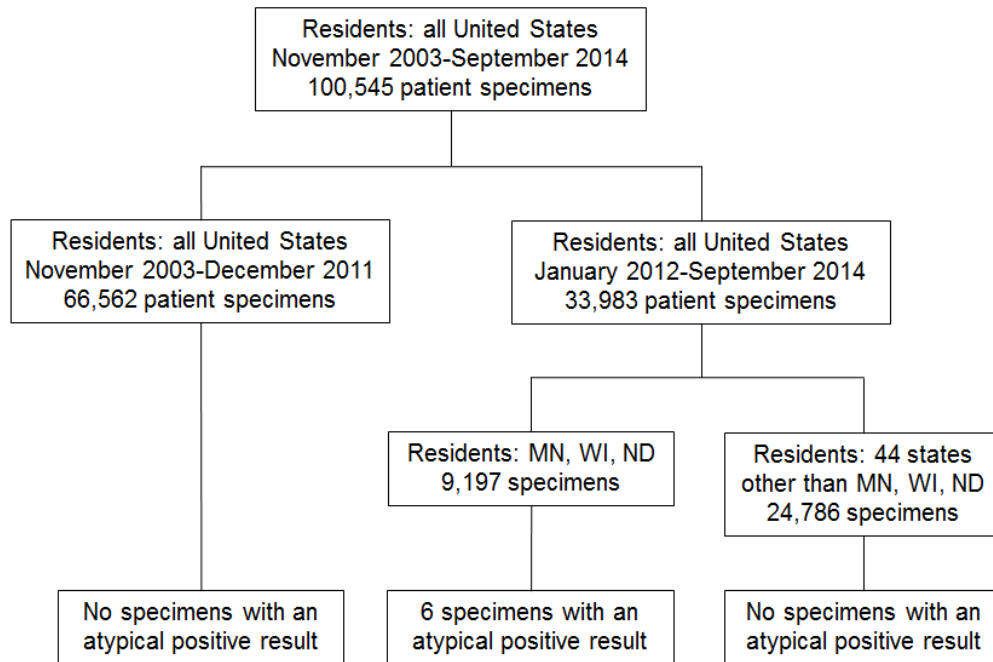 Residents: all United States
November 2003-September 2014
100,545 patient specimens
Residents: all United States
November 2003-December 2011
66,562 patient specimens
Residents: all United States
January 2012-September 2014
33,983 patient specimens
Residents: MN, WI, ND
9,197 specimens
Residents: 44 states
other than MN, WI, ND
24,786 specimens
No specimens with an
atypical positive result
6 specimens with an
atypical positive result
No specimens with an
atypical positive result